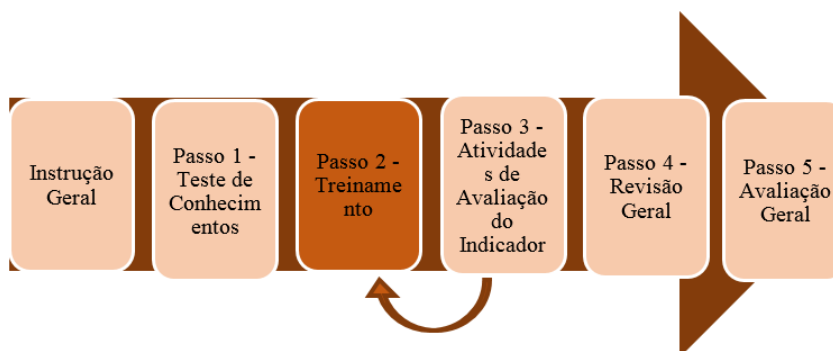 Instrução
Geral
Passo 1 -
Teste de
Conhecim
entos
Passo 2 -
Treiname
nto
Passo 3 -
Atividade
s de
Avaliação
do
Indicador
Passo 4 -
Revisão
Geral
Passo 5 -
Avaliação
Geral